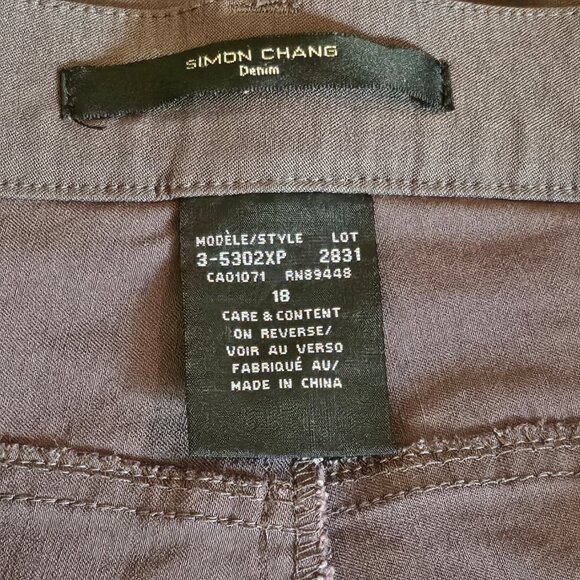 SIMON CHANG
Denim
MODÈLE/STYLE LOT
3-5302XP 2831
CA01071 RN89448
18
CARE & CONTENT
ON REVERSE/
VOIR AU VERSO
FABRIQUÉ AU/
MADE IN CHINA